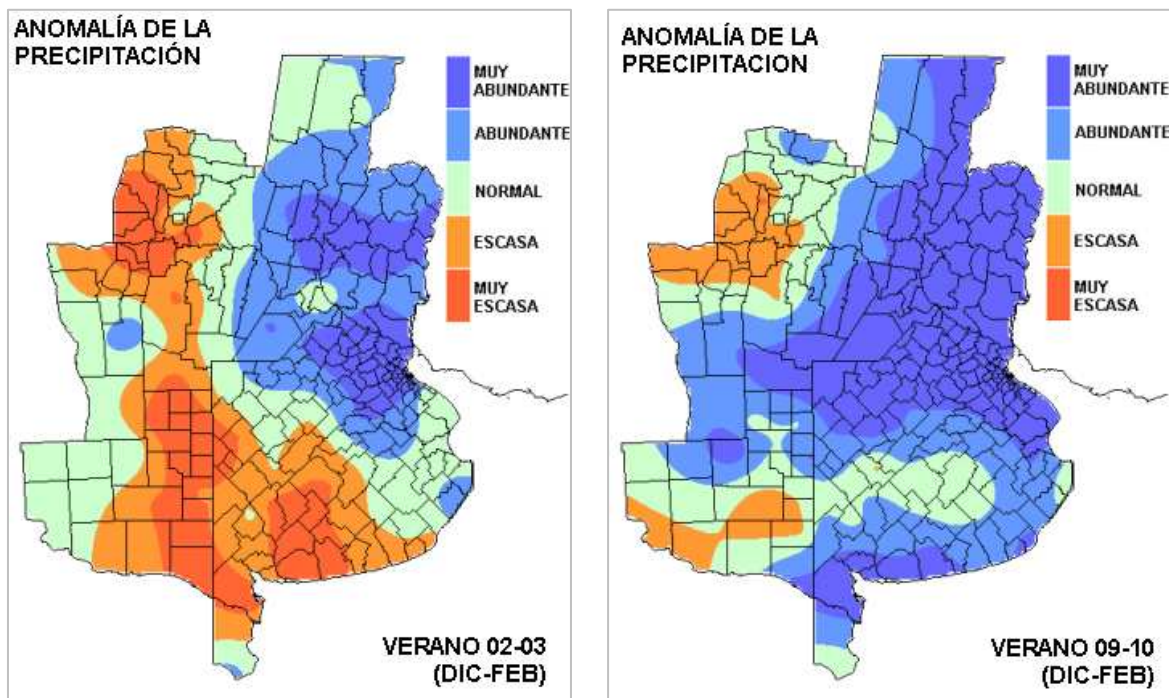 ANOMALÍA DE LA
PRECIPITACIÓN
MUY
ABUNDANTE
ABUNDANTE
NORMAL
ESCASA
MUY
ESCASA
VERANO 02-03
(DIC-FEB)
ANOMALÍA DE LA
PRECIPITACION
MUY
ABUNDANTE
ABUNDANTE
NORMAL
ESCASA
MUY
ESCASA
VERANO 09-10
(DIC-FEB)